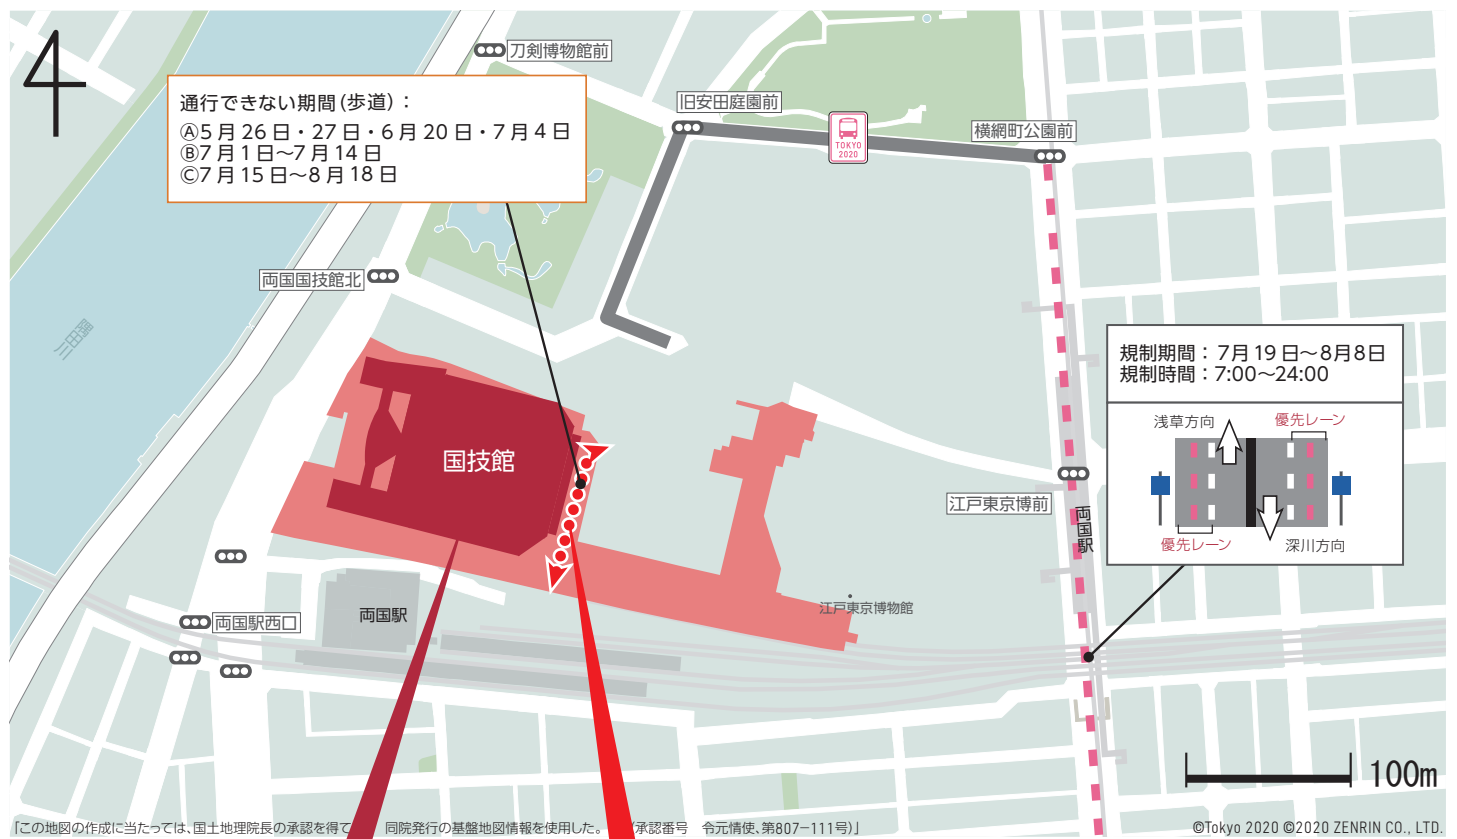 刀剣博物館前
通行できない期間(歩道)：
Ⓐ5月26日・27日・6月20日・7月4日
Ⓑ7月1日～7月14日
Ⓒ7月15日～8月18日
旧安田庭園前
TOKYO
2020
横網町公園前
両国国技館北
隅田川
規制期間：7月19日～8月8日
規制時間：7:00～24:00
浅草方向
優先レーン
優先レーン
深川方向
国技館
江戸東京博前
両国駅
江戸東京博物館
両国駅
両国駅西口
100m
「この地図の作成に当たっては、国土地理院長の承認を得て
同院発行の基盤地図情報を使用した。
(承認番号 令元情使、第807-111号)」
©Tokyo 2020 ©2020 ZENRIN CO., LTD.